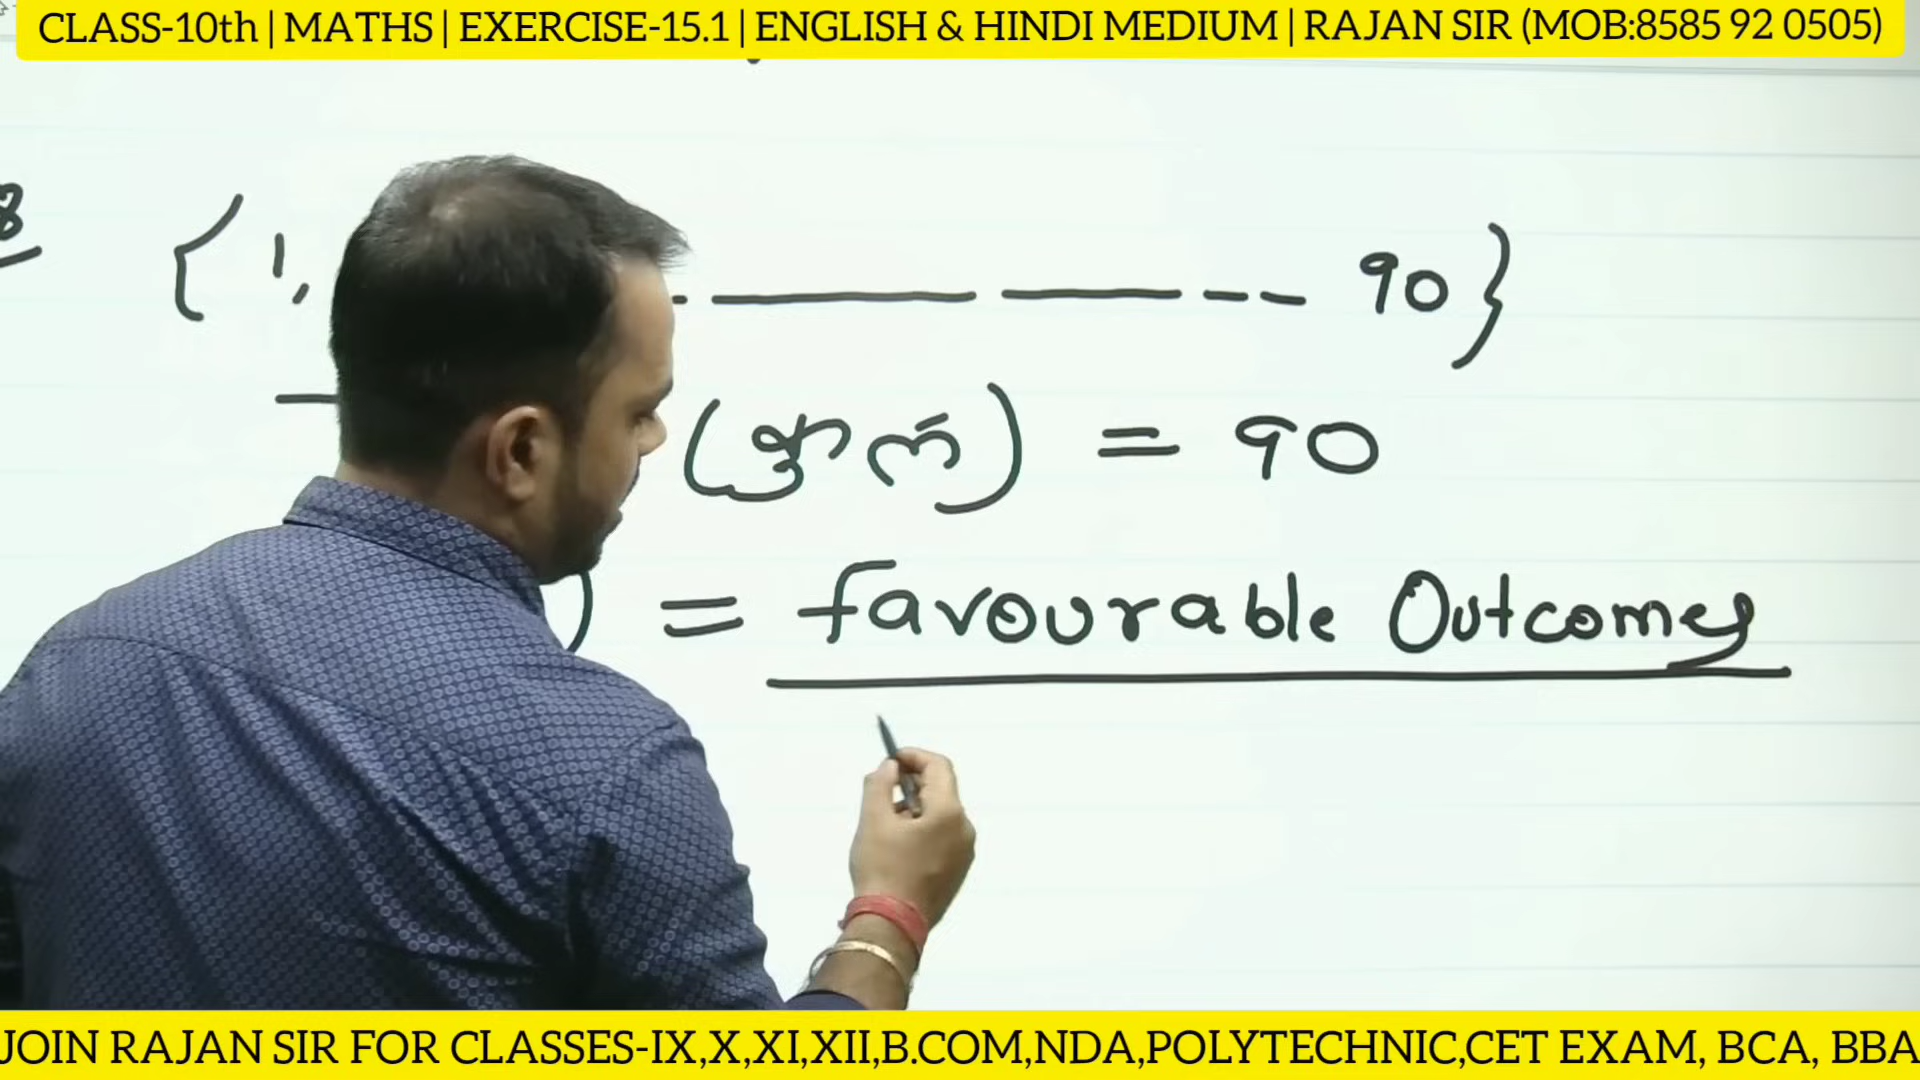 CLASS-10th | MATHS | EXERCISE-15.1 | ENGLISH & HINDI MEDIUM | RAJAN SIR (MOB:8585 92 0505)
8 { 1, 90 }
( ) = 90
) = favourable Outcomes
JOIN RAJAN SIR FOR CLASSES-IX,X,XI,XII,B.COM,NDA,POLYTECHNIC,CET EXAM, BCA, BBA